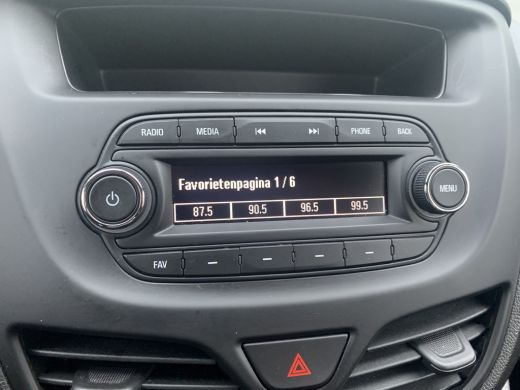 RADIO MEDIA PHONE BACK
Favorietenpagina 1 / 6
MENU
87.5 90.5 96.5 99.5
FAV